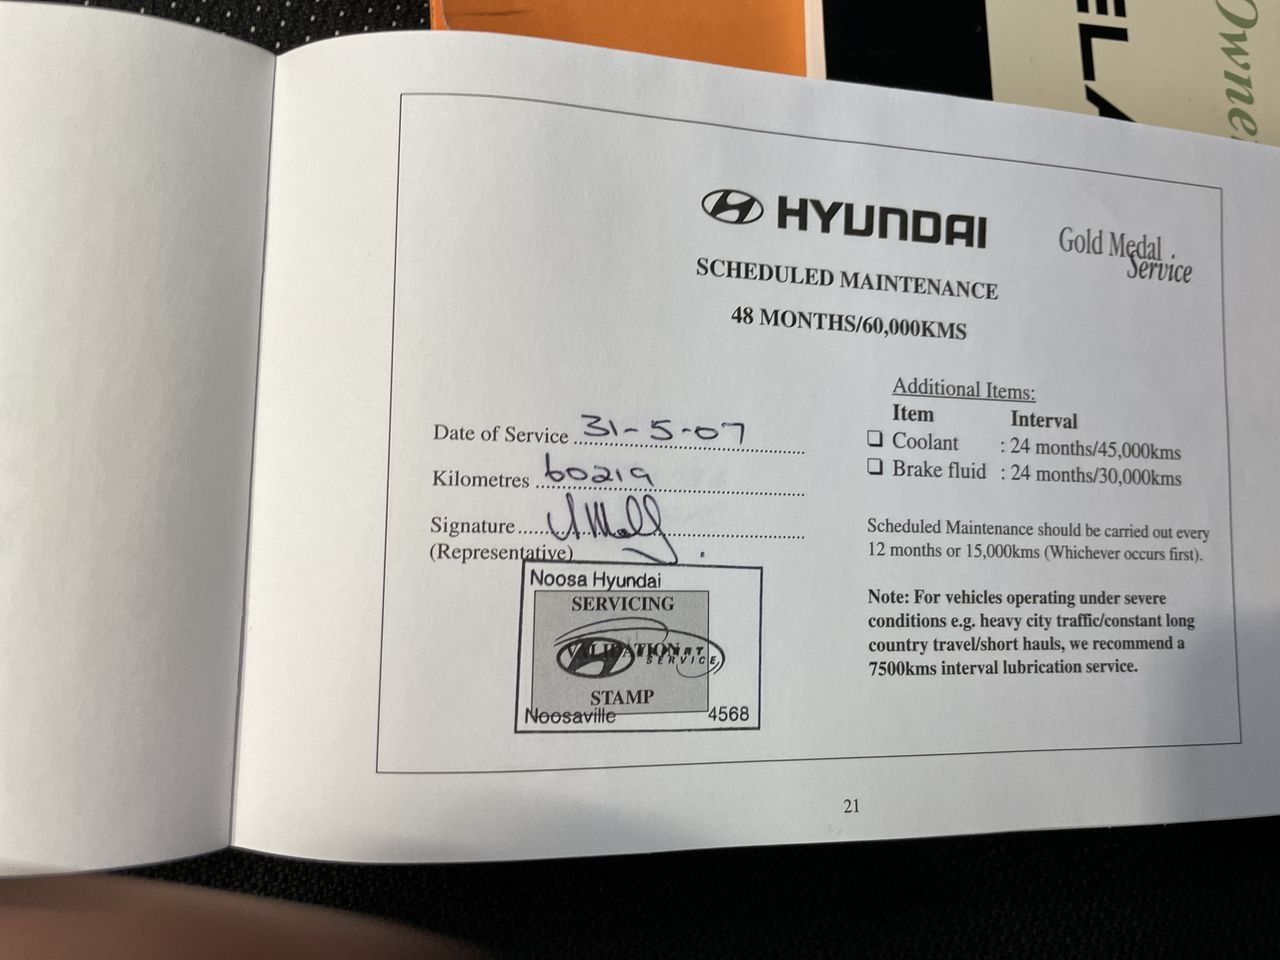 ELA
Owne
HYUNDAI
Gold Medal
Service
SCHEDULED MAINTENANCE
48 MONTHS/60,000KMS
Date of Service 31-5-07
Kilometres 60219
Signature
(Representative)
Noosa Hyundai
SERVICING
VALIDATION
SERVICE
STAMP
Noosaville 4568
Additional Items:
Item Interval
Coolant : 24 months/45,000kms
Brake fluid : 24 months/30,000kms
Scheduled Maintenance should be carried out every
12 months or 15,000kms (Whichever occurs first).
Note: For vehicles operating under severe
conditions e.g. heavy city traffic/constant long
country travel/short hauls, we recommend a
7500kms interval lubrication service.
21